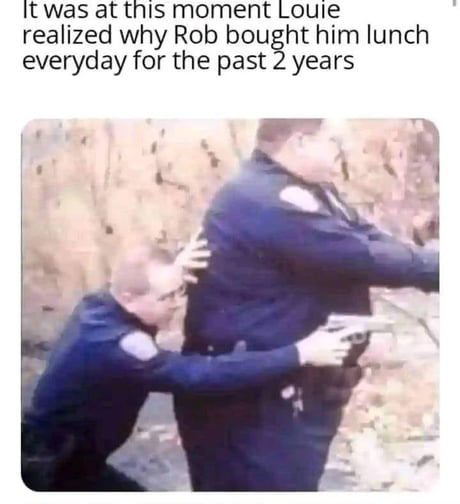 It was at this moment Louie
realized why Rob bought him lunch
everyday for the past 2 years